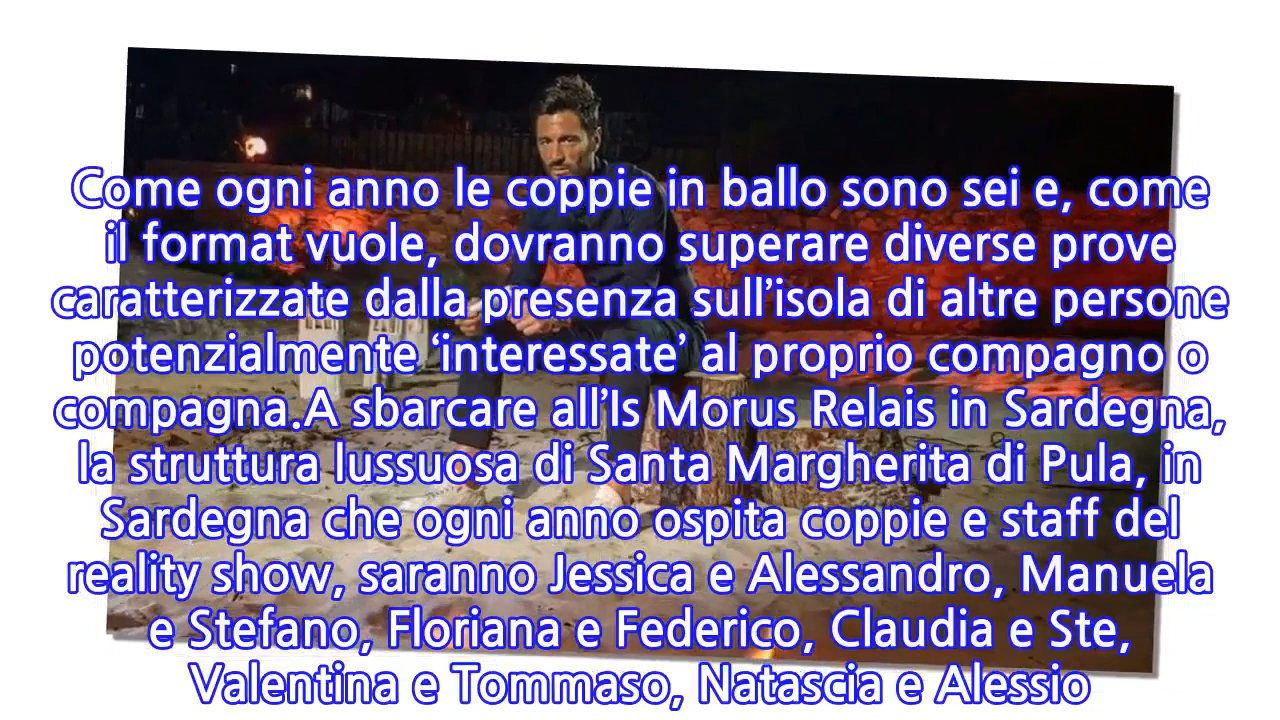 Come ogni anno le coppie in ballo sono sei e, come
il format vuole, dovranno superare diverse prove
caratterizzate dalla presenza sull’isola di altre persone
potenzialmente ‘interessate’ al proprio compagno o
compagna.A sbarcare all’Is Morus Relais in Sardegna,
la struttura lussuosa di Santa Margherita di Pula, in
Sardegna che ogni anno ospita coppie e staff del
reality show, saranno Jessica e Alessandro, Manuela
e Stefano, Floriana e Federico, Claudia e Ste,
Valentina e Tommaso, Natascia e Alessio